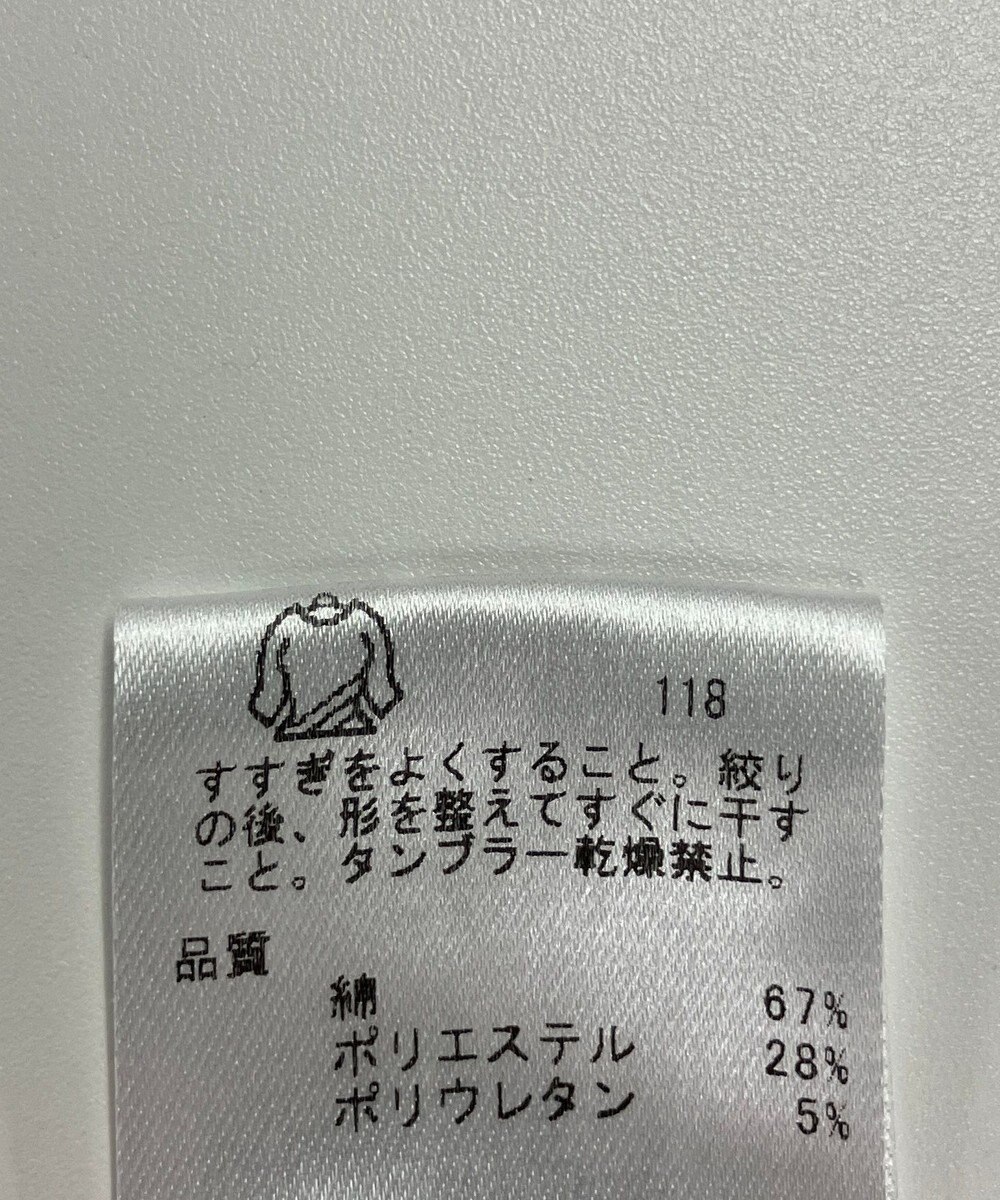 118
すすぎをよくすること。絞り
の後、形を整えてすぐに干す
こと。タンブラー乾燥禁止。
品質
綿 67%
ポリエステル 28%
ポリウレタン 5%